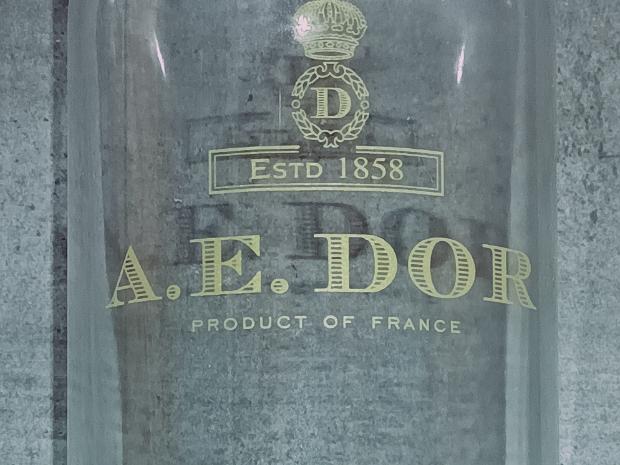 D
ESTD 1858
A.E. DOR
PRODUCT OF FRANCE